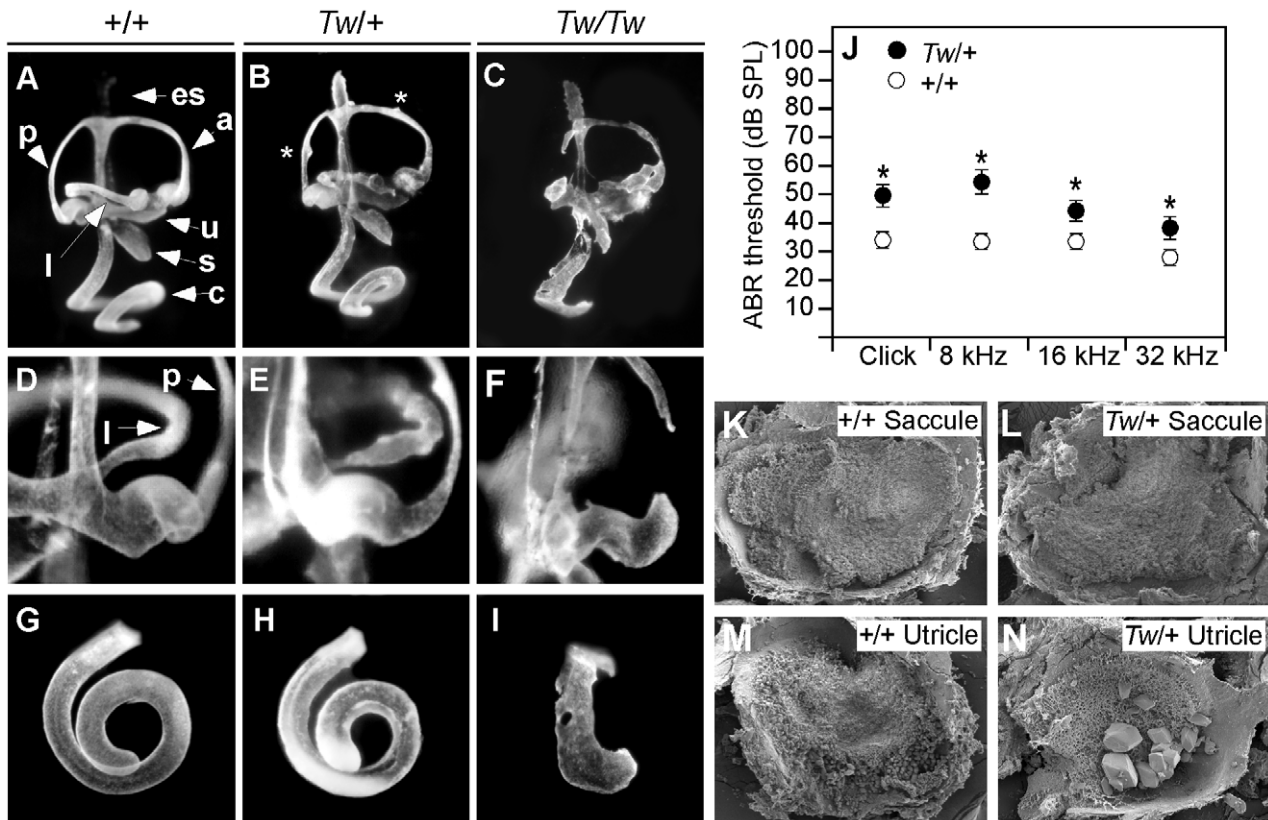 +/+
Tw/+
Tw/Tw
A
es
p
a
u
l
s
c
B
*
*
C
D
p
l
E
F
G
H
I
J
Tw/+
+/+
ABR threshold (dB SPL)
100
90
80
70
60
50
40
30
20
10
*
*
*
*
Click
8 kHz
16 kHz
32 kHz
K
+/+ Saccule
L
Tw/+ Saccule
M
+/+ Utricle
N
Tw/+ Utricle